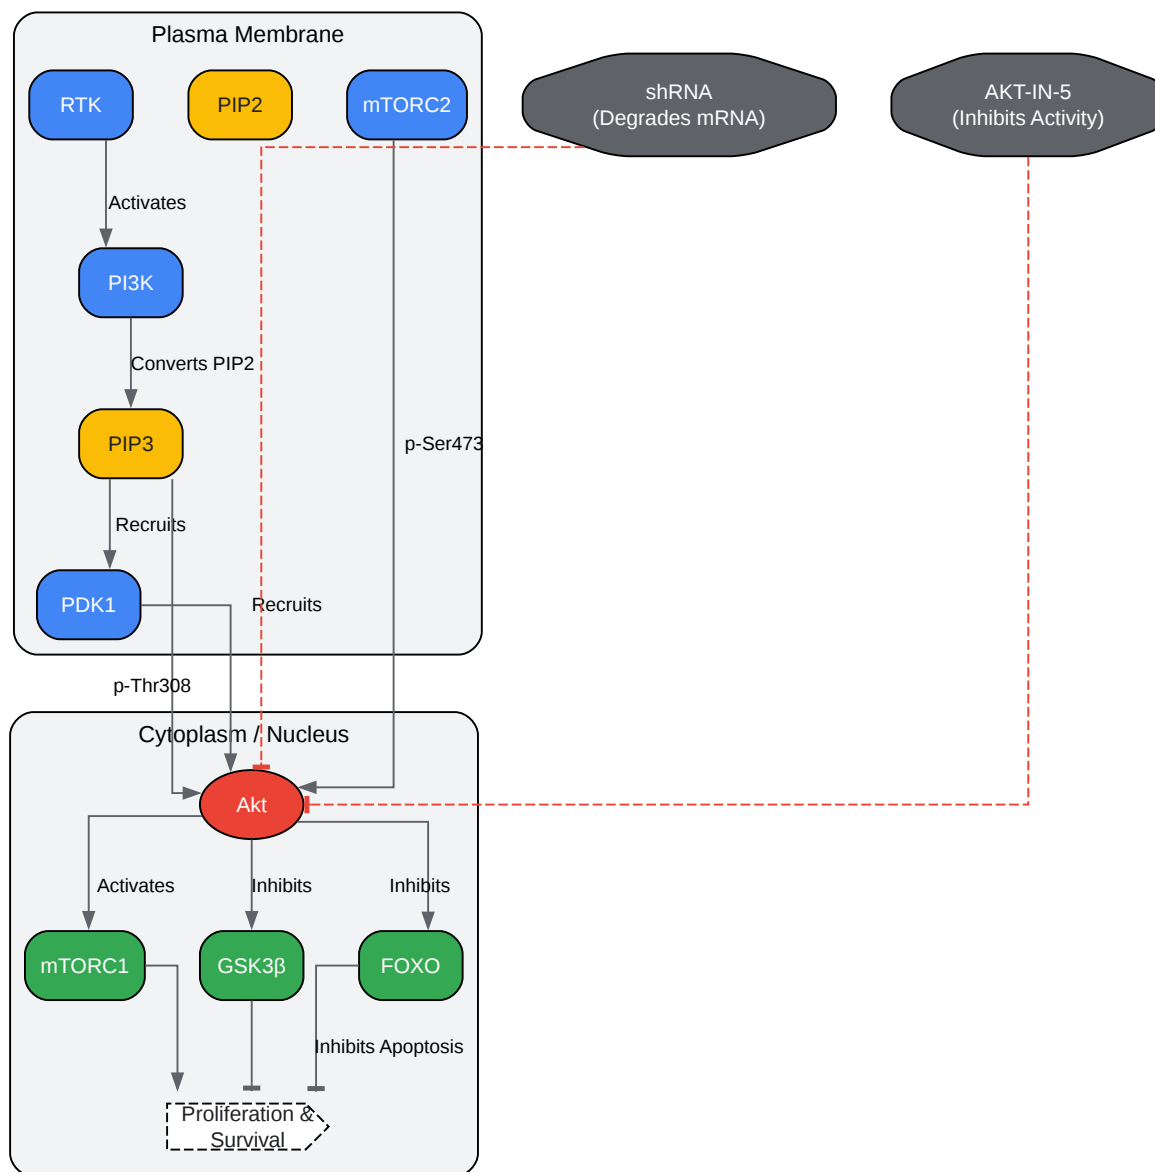 Plasma Membrane
RTK
PIP2
mTORC2
shRNA
(Degrades mRNA)
AKT-IN-5
(Inhibits Activity)
Activates
PI3K
Converts PIP2
PIP3
p-Ser473
Recruits
PDK1
Recruits
p-Thr308
Cytoplasm / Nucleus
Akt
Activates
Inhibits
Inhibits
mTORC1
GSK3β
FOXO
Inhibits Apoptosis
Proliferation &
Survival